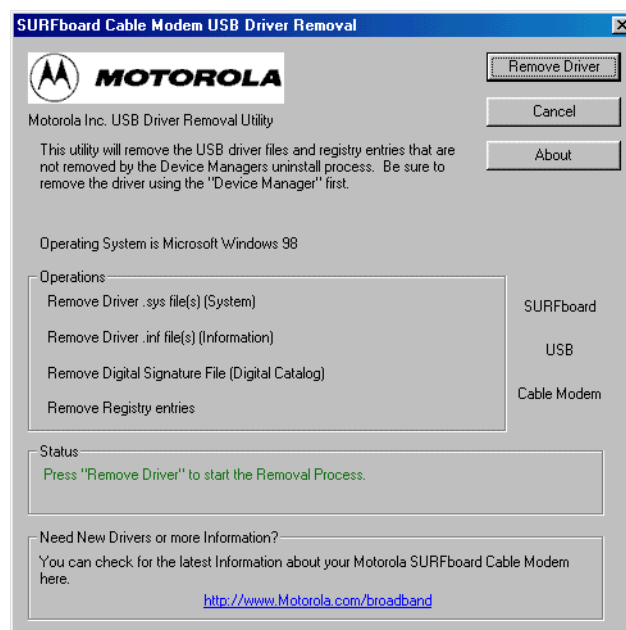 SURFboard Cable Modem USB Driver Removal
MOTOROLA
Remove Driver
Cancel
About
Motorola Inc. USB Driver Removal Utility
This utility will remove the USB driver files and registry entries that are
not removed by the Device Managers uninstall process. Be sure to
remove the driver using the "Device Manager" first.
Operating System is Microsoft Windows 98
Operations
Remove Driver .sys file(s) (System)
Remove Driver .inf file(s) (Information)
Remove Digital Signature File (Digital Catalog)
Remove Registry entries
SURFboard
USB
Cable Modem
Status
Press "Remove Driver" to start the Removal Process.
Need New Drivers or more Information?
You can check for the latest Information about your Motorola SURFboard Cable Modem
here.
http://www.Motorola.com/broadband